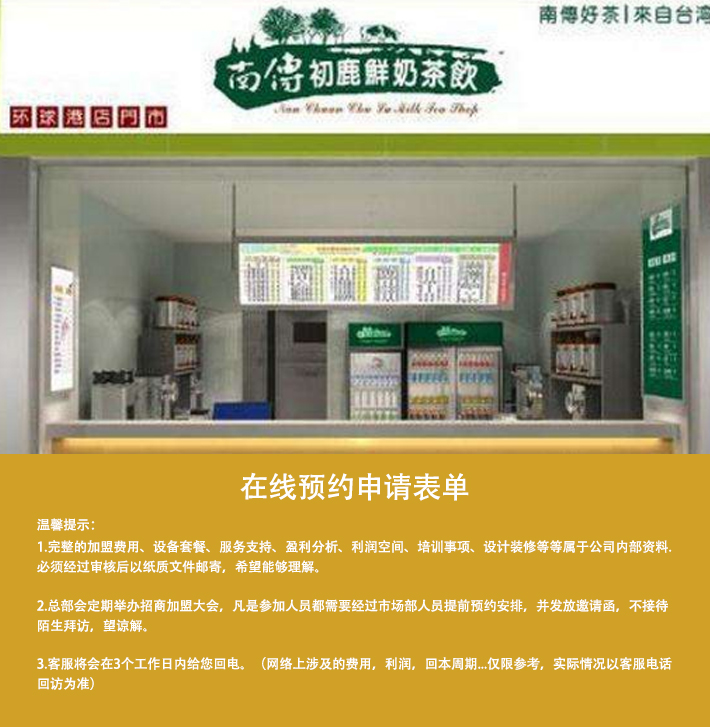 南傳好茶|來自台湾
南傳初鹿鮮奶茶飲
Nan Chuan Chu Lu Milk Tea Shop
环球港店門市
在线预约申请表单
温馨提示：
1.完整的加盟费用、设备套餐、服务支持、盈利分析、利润空间、培训事项、设计装修等等属于公司内部资料.
必须经过审核后以纸质文件邮寄，希望能够理解。
2.总部会定期举办招商加盟大会，凡是参加人员都需要经过市场部人员提前预约安排，并发放邀请函，不接待
陌生拜访，望谅解。
3.客服将会在3个工作日内给您回电。（网络上涉及的费用，利润，回本周期...仅限参考，实际情况以客服电话
回访为准）